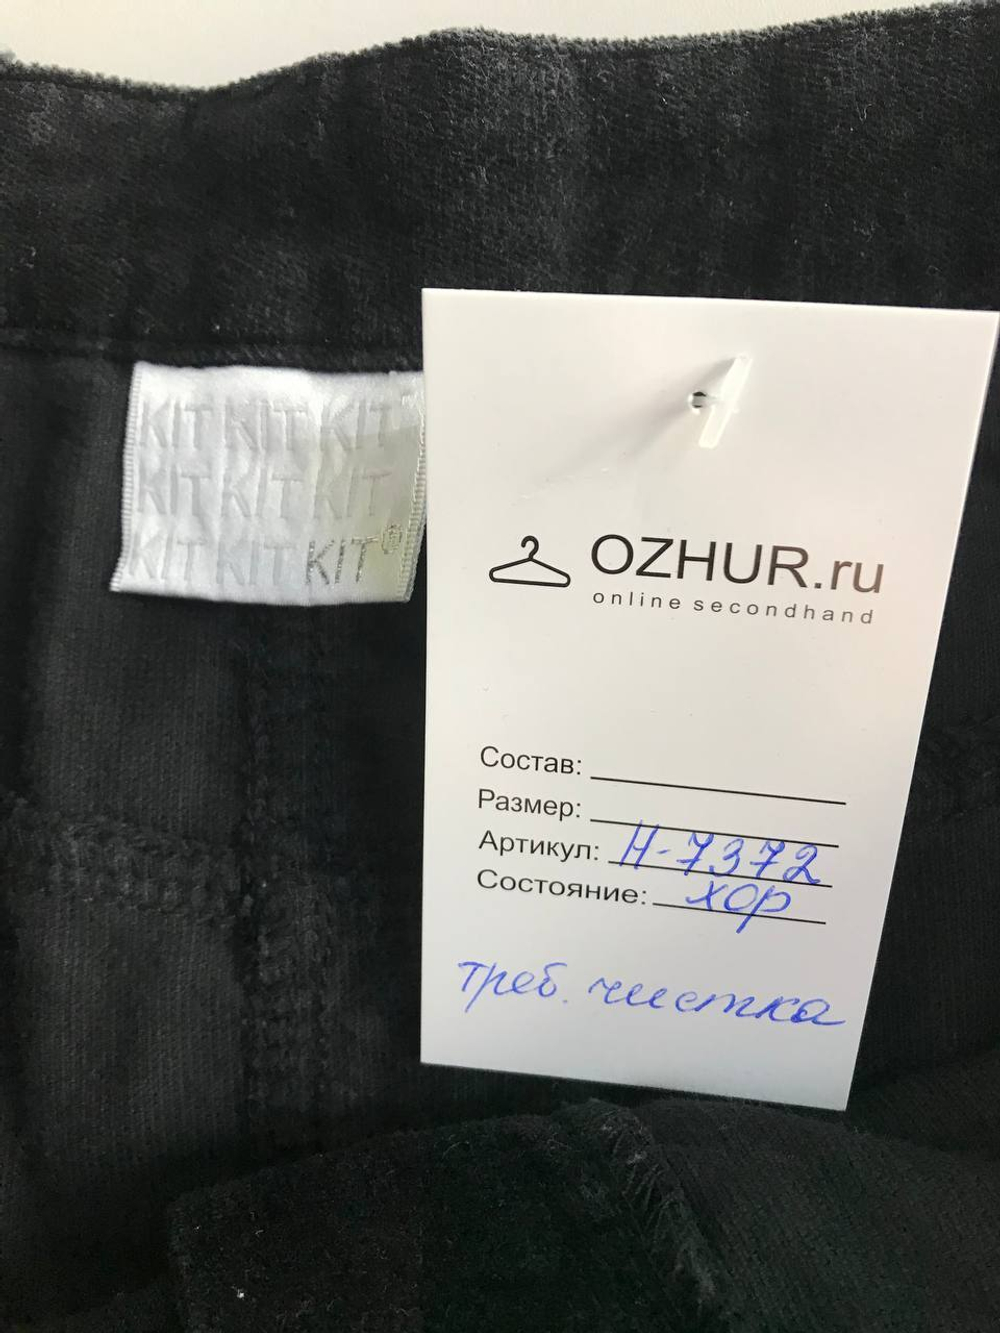 KIT KIT KIT
KIT KIT KIT
KIT KIT KIT®
OZHUR.ru
online secondhand
Состав:
Размер:
Артикул: Н-7372
Состояние: хор
треб. чистка